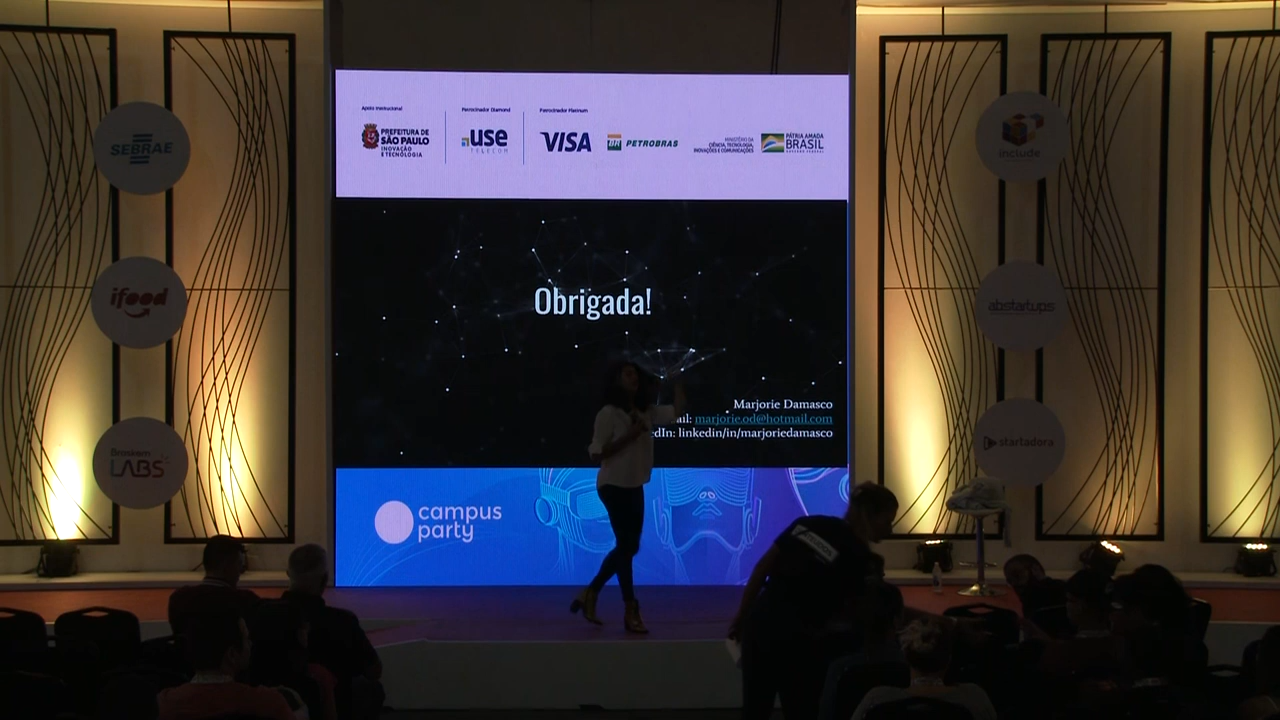 Apoio Institucional
PREFEITURA DE
SÃO PAULO
INOVAÇÃO
E TECNOLOGIA
Patrocinador Diamond
USE
TELECOM
Patrocinador Platinum
VISA
BR PETROBRAS
MINISTÉRIO DA
CIÊNCIA, TECNOLOGIA,
INOVAÇÕES E COMUNICAÇÕES
PÁTRIA AMADA
BRASIL
GOVERNO FEDERAL
SEBRAE
ifood
Braskem
LABS
Obrigada!
Marjorie Damasco
ail: marjorie.od@hotmail.com
edIn: linkedin/in/marjoriedamasco
campus
party
include
abstartups
startadora